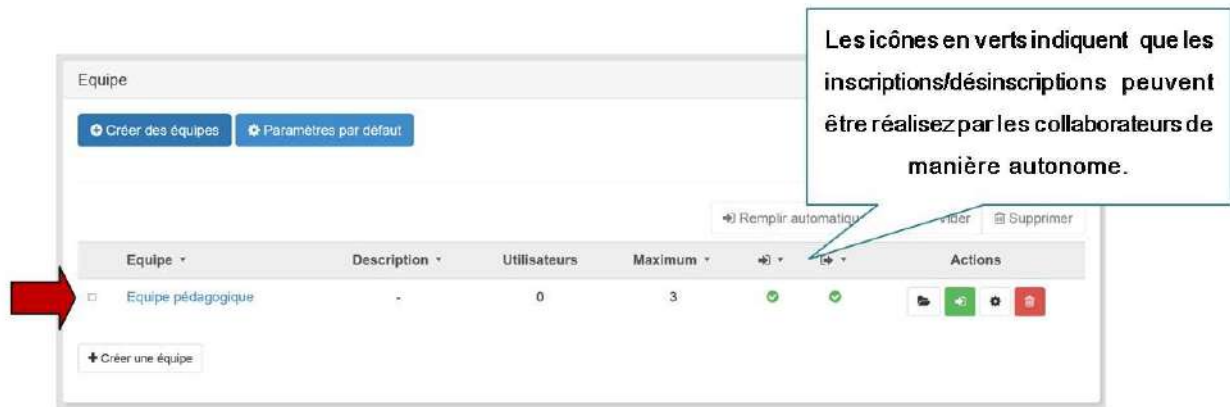 Les icônes en verts indiquent que les
inscriptions/désinscriptions peuvent
être réalisez par les collaborateurs de
manière autonome.
Equipe
Créer des équipes Paramètres par défaut
Remplir automatiqu Supprimer
Equipe Description Utilisateurs Maximum Actions
Equipe pédagogique - 0 3
Créer une équipe